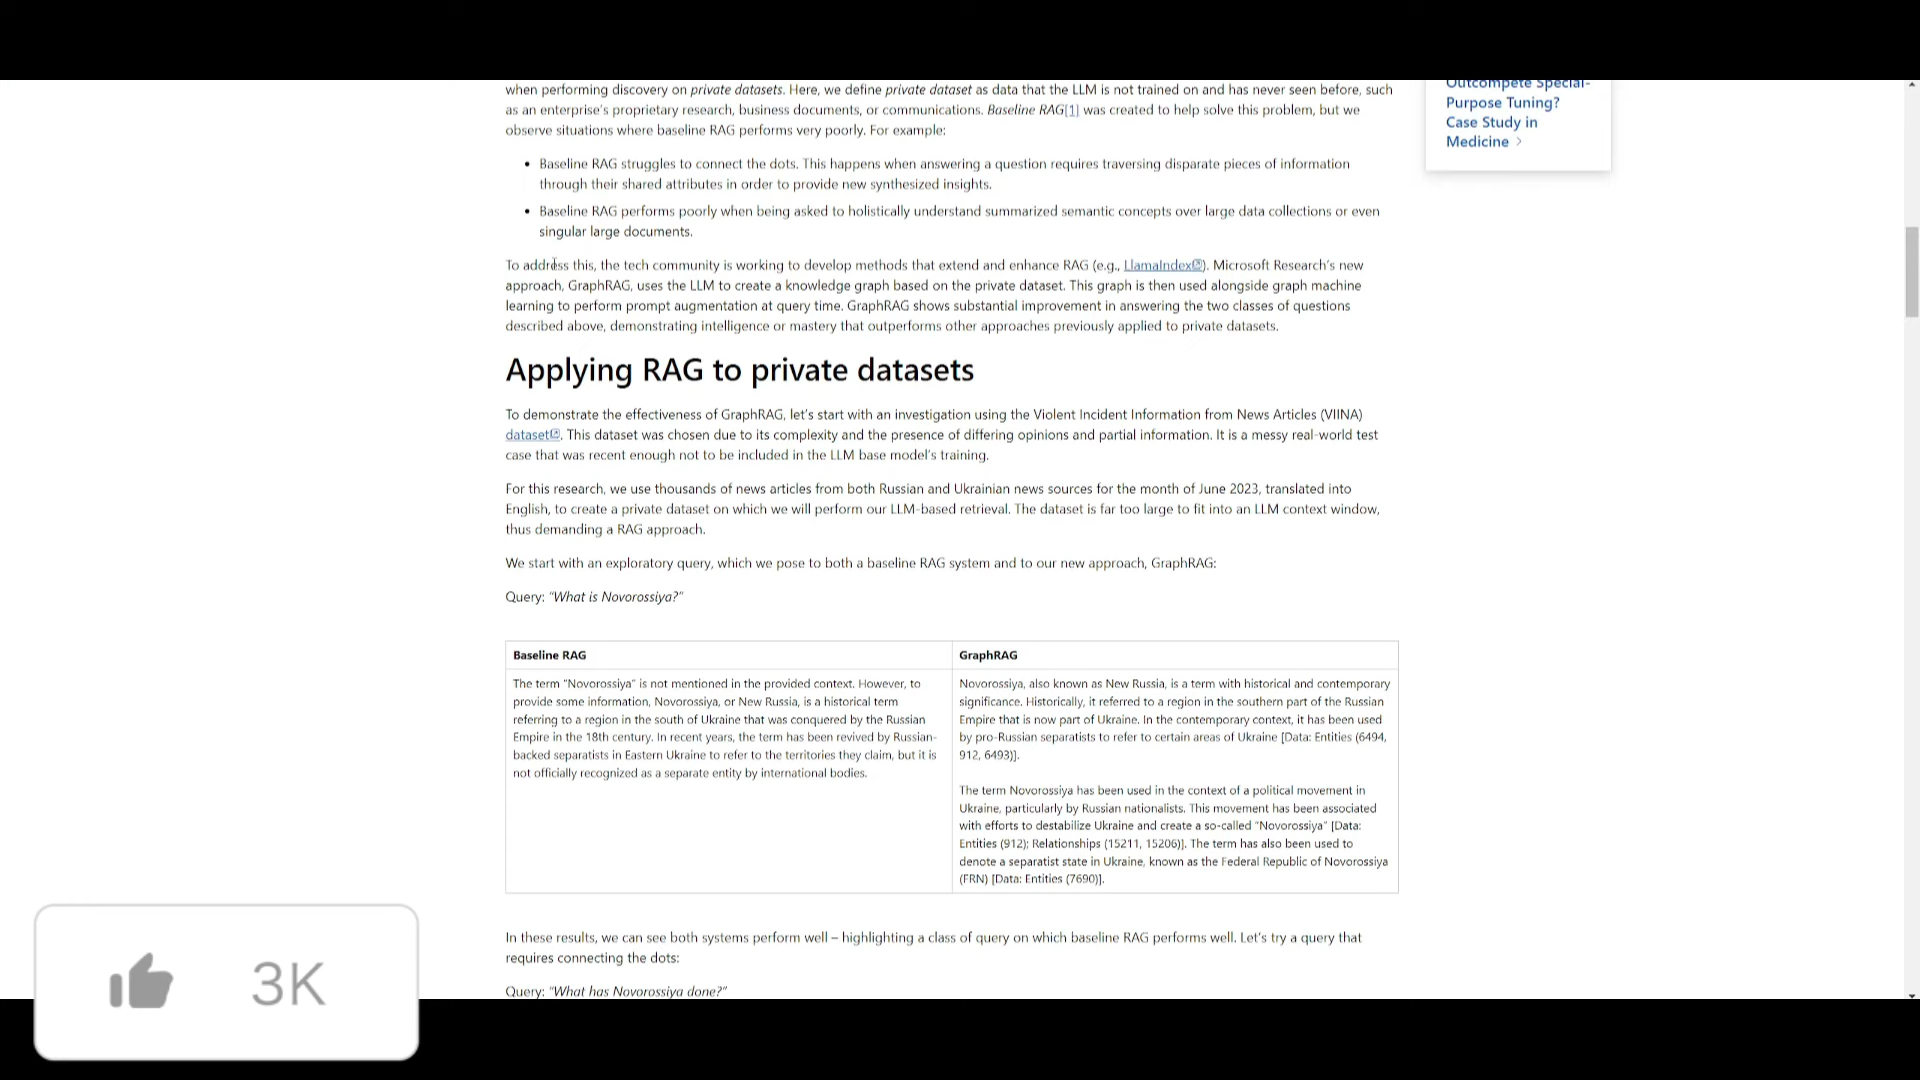 when performing discovery on private datasets. Here, we define private dataset as data that the LLM is not trained on and has never seen before, such
as an enterprise's proprietary research, business documents, or communications. Baseline RAG[1] was created to help solve this problem, but we
observe situations where baseline RAG performs very poorly. For example:
• Baseline RAG struggles to connect the dots. This happens when answering a question requires traversing disparate pieces of information
through their shared attributes in order to provide new synthesized insights.
• Baseline RAG performs poorly when being asked to holistically understand summarized semantic concepts over large data collections or even
singular large documents.
To address this, the tech community is working to develop methods that extend and enhance RAG (e.g., LlamaIndex). Microsoft Research's new
approach, GraphRAG, uses the LLM to create a knowledge graph based on the private dataset. This graph is then used alongside graph machine
learning to perform prompt augmentation at query time. GraphRAG shows substantial improvement in answering the two classes of questions
described above, demonstrating intelligence or mastery that outperforms other approaches previously applied to private datasets.
Applying RAG to private datasets
To demonstrate the effectiveness of GraphRAG, let's start with an investigation using the Violent Incident Information from News Articles (VIINA)
dataset. This dataset was chosen due to its complexity and the presence of differing opinions and partial information. It is a messy real-world test
case that was recent enough not to be included in the LLM base model's training.
For this research, we use thousands of news articles from both Russian and Ukrainian news sources for the month of June 2023, translated into
English, to create a private dataset on which we will perform our LLM-based retrieval. The dataset is far too large to fit into an LLM context window,
thus demanding a RAG approach.
We start with an exploratory query, which we pose to both a baseline RAG system and to our new approach, GraphRAG:
Query: "What is Novorossiya?"
Baseline RAG
The term "Novorossiya" is not mentioned in the provided context. However, to
provide some information, Novorossiya, or New Russia, is a historical term
referring to a region in the south of Ukraine that was conquered by the Russian
Empire in the 18th century. In recent years, the term has been revived by Russian-
backed separatists in Eastern Ukraine to refer to the territories they claim, but it is
not officially recognized as a separate entity by international bodies.
GraphRAG
Novorossiya, also known as New Russia, is a term with historical and contemporary
significance. Historically, it referred to a region in the southern part of the Russian
Empire that is now part of Ukraine. In the contemporary context, it has been used
by pro-Russian separatists to refer to certain areas of Ukraine [Data: Entities (6494,
912, 6493)].
The term Novorossiya has been used in the context of a political movement in
Ukraine, particularly by Russian nationalists. This movement has been associated
with efforts to destabilize Ukraine and create a so-called "Novorossiya" [Data:
Entities (912); Relationships (15211, 15206)]. The term has also been used to
denote a separatist state in Ukraine, known as the Federal Republic of Novorossiya
(FRN) [Data: Entities (7690)].
In these results, we can see both systems perform well – highlighting a class of query on which baseline RAG performs well. Let's try a query that
requires connecting the dots:
Query: "What has Novorossiya done?"
Outcompete Special-
Purpose Tuning?
Case Study in
Medicine >
3K